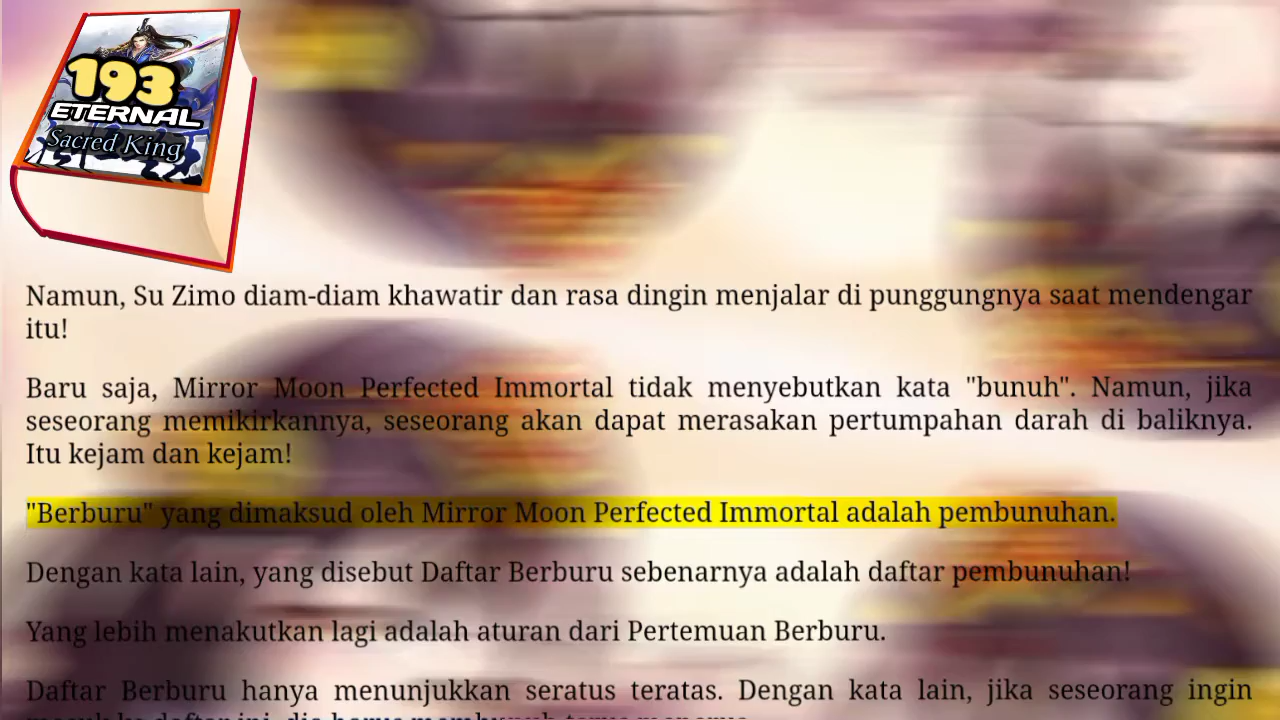 193
ETERNAL
Sacred King
Namun, Su Zimo diam-diam khawatir dan rasa dingin menjalar di punggungnya saat mendengar
itu!
Baru saja, Mirror Moon Perfected Immortal tidak menyebutkan kata "bunuh". Namun, jika
seseorang memikirkannya, seseorang akan dapat merasakan pertumpahan darah di baliknya.
Itu kejam dan kejam!
"Berburu" yang dimaksud oleh Mirror Moon Perfected Immortal adalah pembunuhan.
Dengan kata lain, yang disebut Daftar Berburu sebenarnya adalah daftar pembunuhan!
Yang lebih menakutkan lagi adalah aturan dari Pertemuan Berburu.
Daftar Berburu hanya menunjukkan seratus teratas. Dengan kata lain, jika seseorang ingin